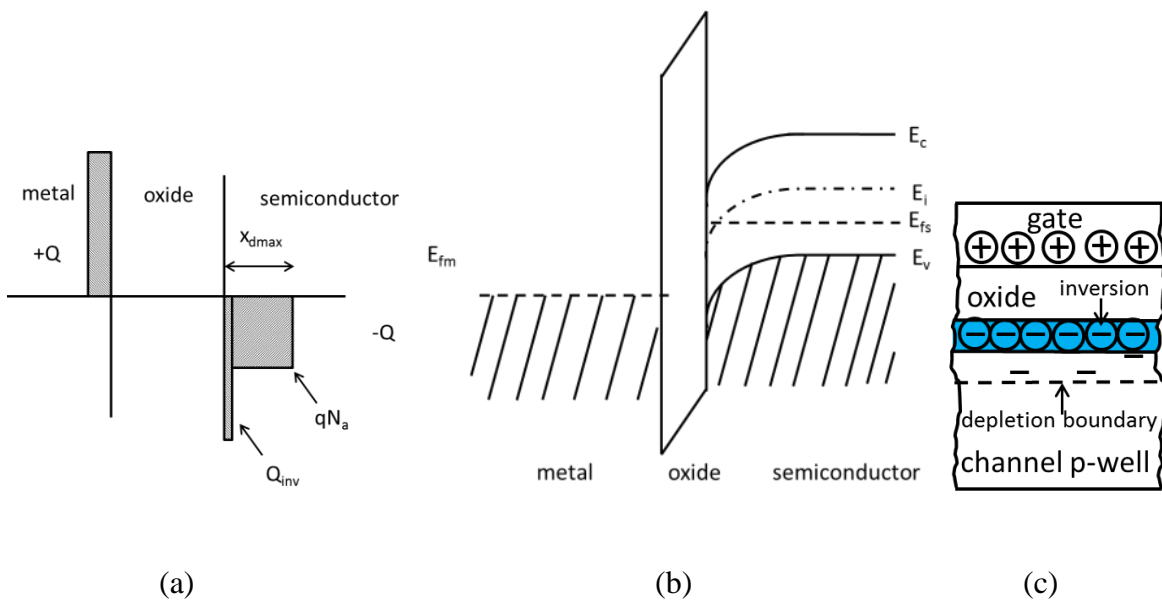 metal
oxide
semiconductor
x_dmax
+Q
-Q
qN_a
Q_inv
(a)
E_fm
E_c
E_i
E_fs
E_v
metal
oxide
semiconductor
(b)
gate
+ + + + +
oxide
inversion
− − − − − −
−
− −
depletion boundary
channel p-well
(c)